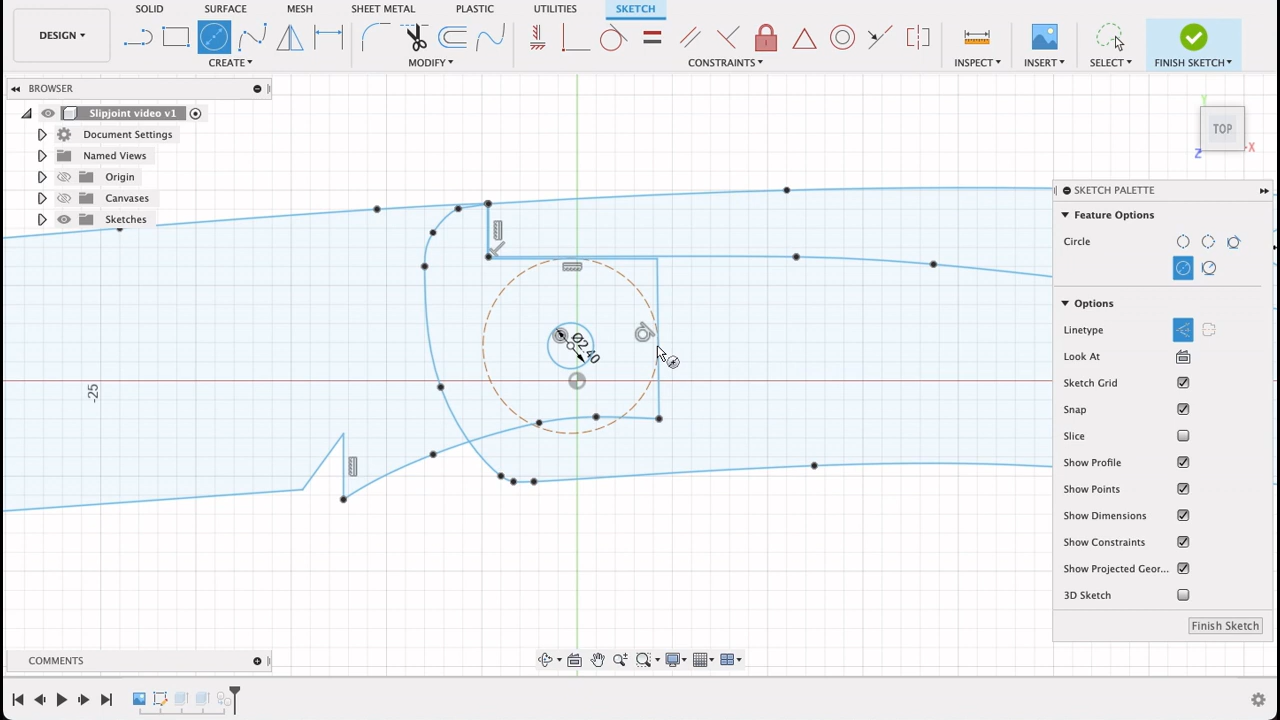 SOLID SURFACE MESH SHEET METAL PLASTIC UTILITIES SKETCH
DESIGN
CREATE MODIFY CONSTRAINTS INSPECT INSERT SELECT FINISH SKETCH
BROWSER
Slipjoint video v1
Document Settings
Named Views
Origin
Canvases
Sketches
TOP
Y
X
Z
-25
Ø2.40
SKETCH PALETTE
Feature Options
Circle
Options
Linetype
Look At
Sketch Grid
Snap
Slice
Show Profile
Show Points
Show Dimensions
Show Constraints
Show Projected Geor...
3D Sketch
Finish Sketch
COMMENTS